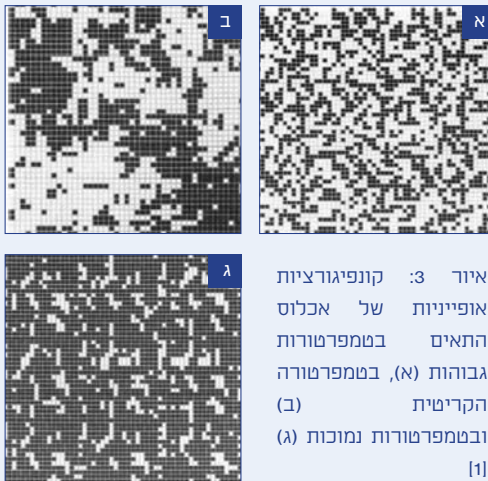 א
ב
ג
איור 3: קונפיגורציות
אופייניות של אכלוס
התאים בטמפרטורות
גבוהות (א), בטמפרטורה
הקריטית (ב)
ובטמפרטורות נמוכות (ג)
[1]